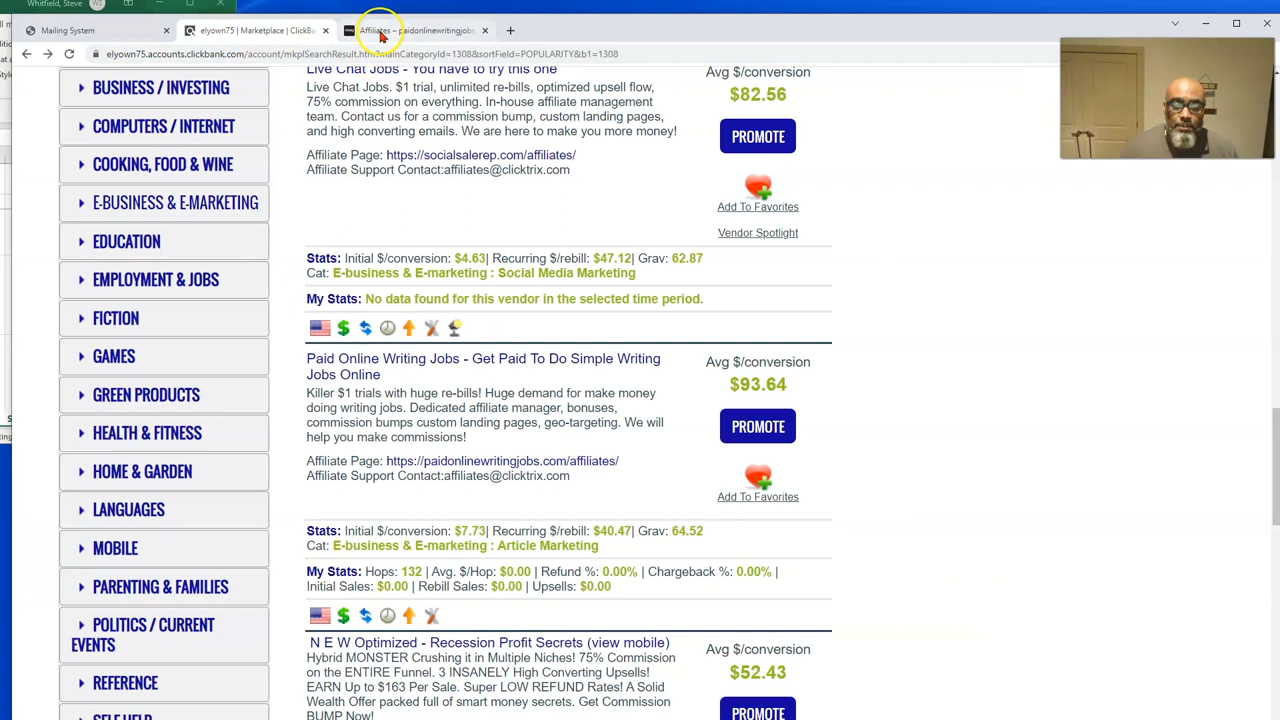 Whitfield, Steve WS
Mailing System
elyown75 | Marketplace | ClickBa
Affiliates – paidonlinewritingjobs
elyown75.accounts.clickbank.com/account/mkplSearchResult.htm?mainCategoryId=1308&sortField=POPULARITY&b1=1308
BUSINESS / INVESTING
COMPUTERS / INTERNET
COOKING, FOOD & WINE
E-BUSINESS & E-MARKETING
EDUCATION
EMPLOYMENT & JOBS
FICTION
GAMES
GREEN PRODUCTS
HEALTH & FITNESS
HOME & GARDEN
LANGUAGES
MOBILE
PARENTING & FAMILIES
POLITICS / CURRENT
EVENTS
REFERENCE
SELF HELP
Live Chat Jobs - You have to try this one
Live Chat Jobs. $1 trial, unlimited re-bills, optimized upsell flow,
75% commission on everything. In-house affiliate management
team. Contact us for a commission bump, custom landing pages,
and high converting emails. We are here to make you more money!
Affiliate Page: https://socialsalerep.com/affiliates/
Affiliate Support Contact:affiliates@clicktrix.com
Avg $/conversion
$82.56
PROMOTE
Add To Favorites
Vendor Spotlight
Stats: Initial $/conversion: $4.63| Recurring $/rebill: $47.12| Grav: 62.87
Cat: E-business & E-marketing : Social Media Marketing
My Stats: No data found for this vendor in the selected time period.
Paid Online Writing Jobs - Get Paid To Do Simple Writing
Jobs Online
Killer $1 trials with huge re-bills! Huge demand for make money
doing writing jobs. Dedicated affiliate manager, bonuses,
commission bumps custom landing pages, geo-targeting. We will
help you make commissions!
Affiliate Page: https://paidonlinewritingjobs.com/affiliates/
Affiliate Support Contact:affiliates@clicktrix.com
Avg $/conversion
$93.64
PROMOTE
Add To Favorites
Stats: Initial $/conversion: $7.73| Recurring $/rebill: $40.47| Grav: 64.52
Cat: E-business & E-marketing : Article Marketing
My Stats: Hops: 132 | Avg. $/Hop: $0.00 | Refund %: 0.00% | Chargeback %: 0.00% |
Initial Sales: $0.00 | Rebill Sales: $0.00 | Upsells: $0.00
N E W Optimized - Recession Profit Secrets (view mobile)
Hybrid MONSTER Crushing it in Multiple Niches! 75% Commission
on the ENTIRE Funnel. 3 INSANELY High Converting Upsells!
EARN Up to $163 Per Sale. Super LOW REFUND Rates! A Solid
Wealth Offer packed full of smart money secrets. Get Commission
BUMP Now!
Avg $/conversion
$52.43
PROMOTE